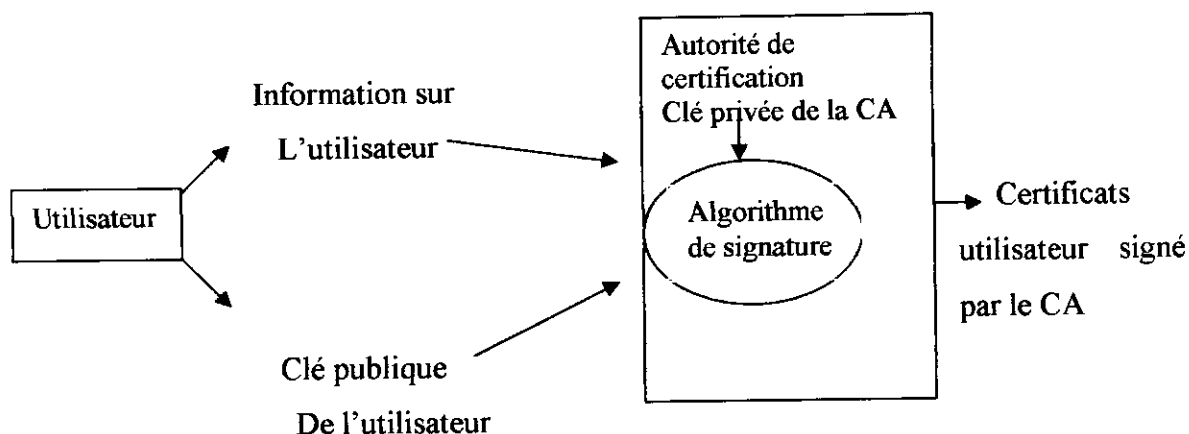 Utilisateur
Information sur
L'utilisateur
Clé publique
De l'utilisateur
Autorité de
certification
Clé privée de la CA
Algorithme
de signature
Certificats
utilisateur signé
par le CA